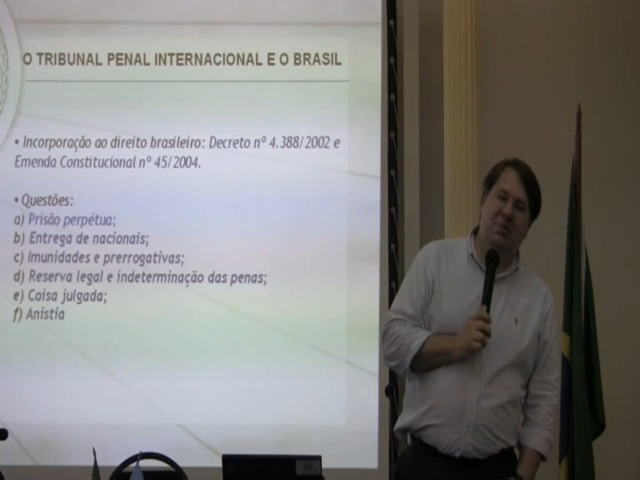 O TRIBUNAL PENAL INTERNACIONAL E O BRASIL
• Incorporação ao direito brasileiro: Decreto nº 4.388/2002 e
Emenda Constitucional nº 45/2004.
• Questões:
a) Prisão perpétua;
b) Entrega de nacionais;
c) Imunidades e prerrogativas;
d) Reserva legal e indeterminação das penas;
e) Coisa julgada;
f) Anistia